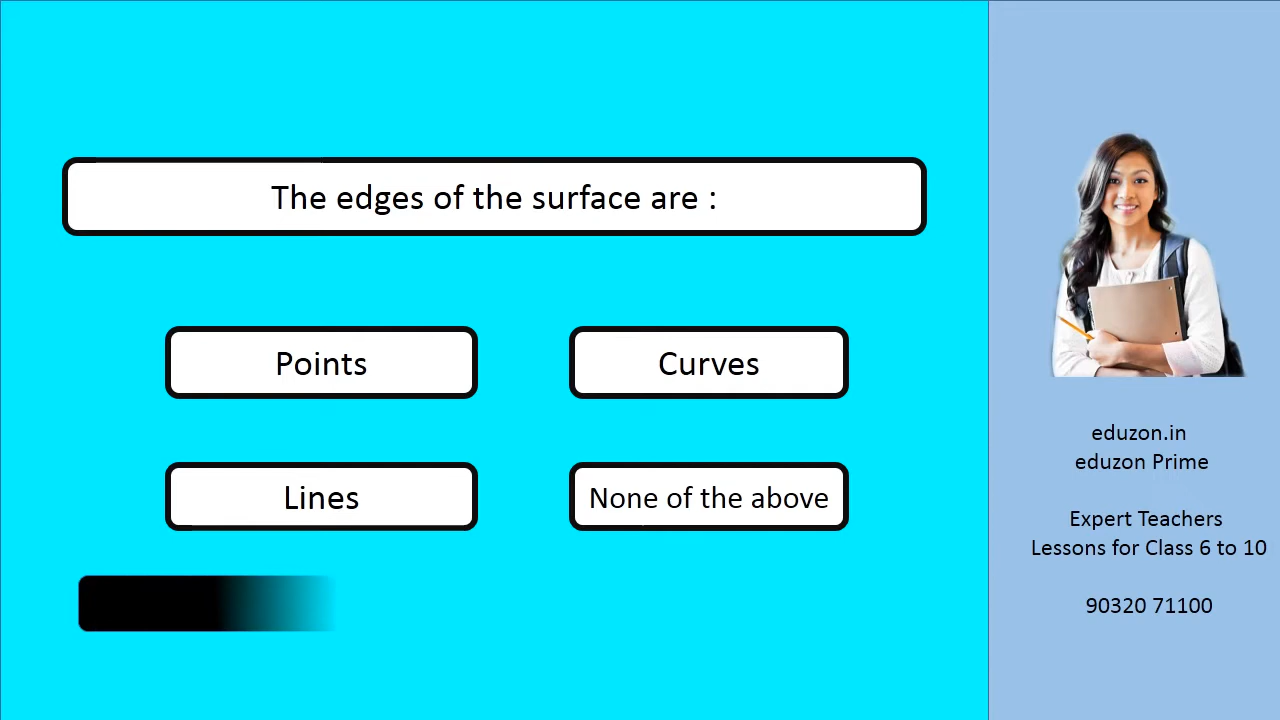 The edges of the surface are :
Points
Curves
Lines
None of the above
eduzon.in
eduzon Prime
Expert Teachers
Lessons for Class 6 to 10
90320 71100